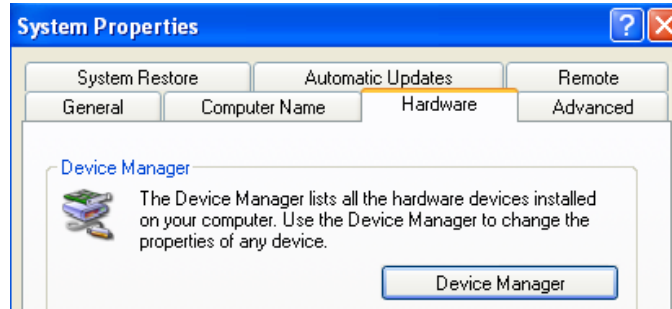 System Properties
System Restore Automatic Updates Remote
General Computer Name Hardware Advanced
Device Manager
The Device Manager lists all the hardware devices installed
on your computer. Use the Device Manager to change the
properties of any device.
Device Manager